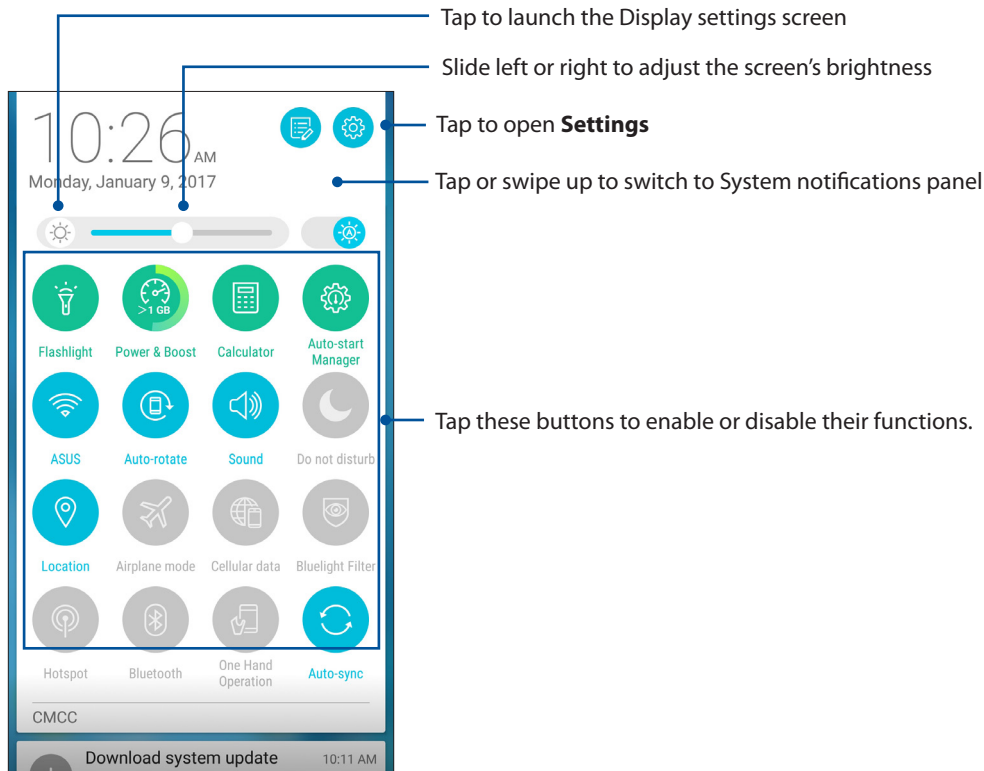 Tap to launch the Display settings screen
Slide left or right to adjust the screen's brightness
Tap to open Settings
Tap or swipe up to switch to System notifications panel
10:26 AM
Monday, January 9, 2017
A
>1 GB
Flashlight
Power & Boost
Calculator
Auto-start
Manager
Tap these buttons to enable or disable their functions.
ASUS
Auto-rotate
Sound
Do not disturb
Location
Airplane mode
Cellular data
Bluelight Filter
Hotspot
Bluetooth
One Hand
Operation
Auto-sync
CMCC
Download system update
10:11 AM